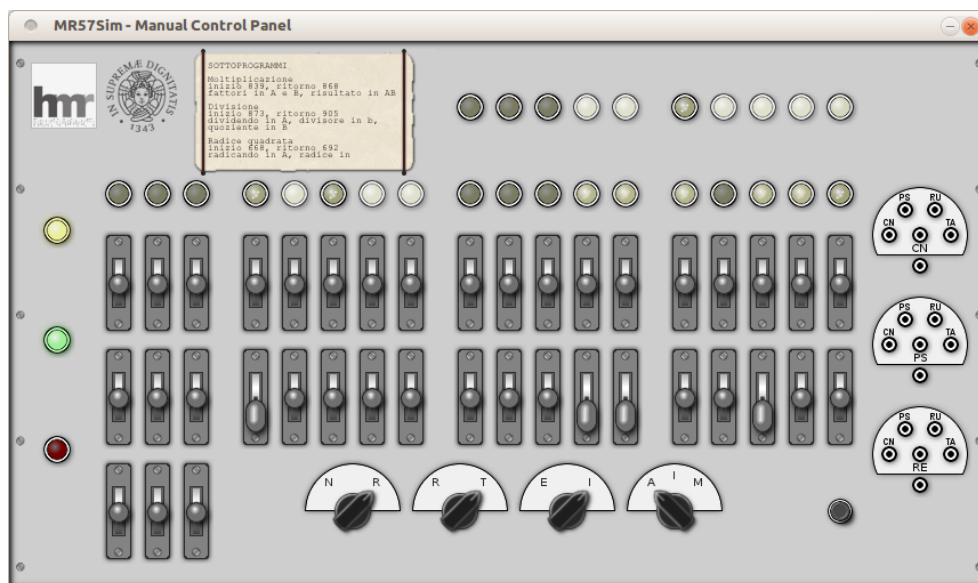 MR57Sim - Manual Control Panel
hmr
IN SUPREMÆ DIGNITATIS
· 1343 ·
SOTTOPROGRAMMI
Moltiplicazione
inizio 839, ritorno 868
fattori in A e B, risultato in AB
Divisione
inizio 873, ritorno 905
dividendo in A, divisore in b,
quoziente in B
Radice quadrata
inizio 668, ritorno 692
radicando in A, radice in
PS RU
CN TA
CN
PS RU
CN TA
PS
PS RU
CN TA
RE
N R
R T
E I
A I M